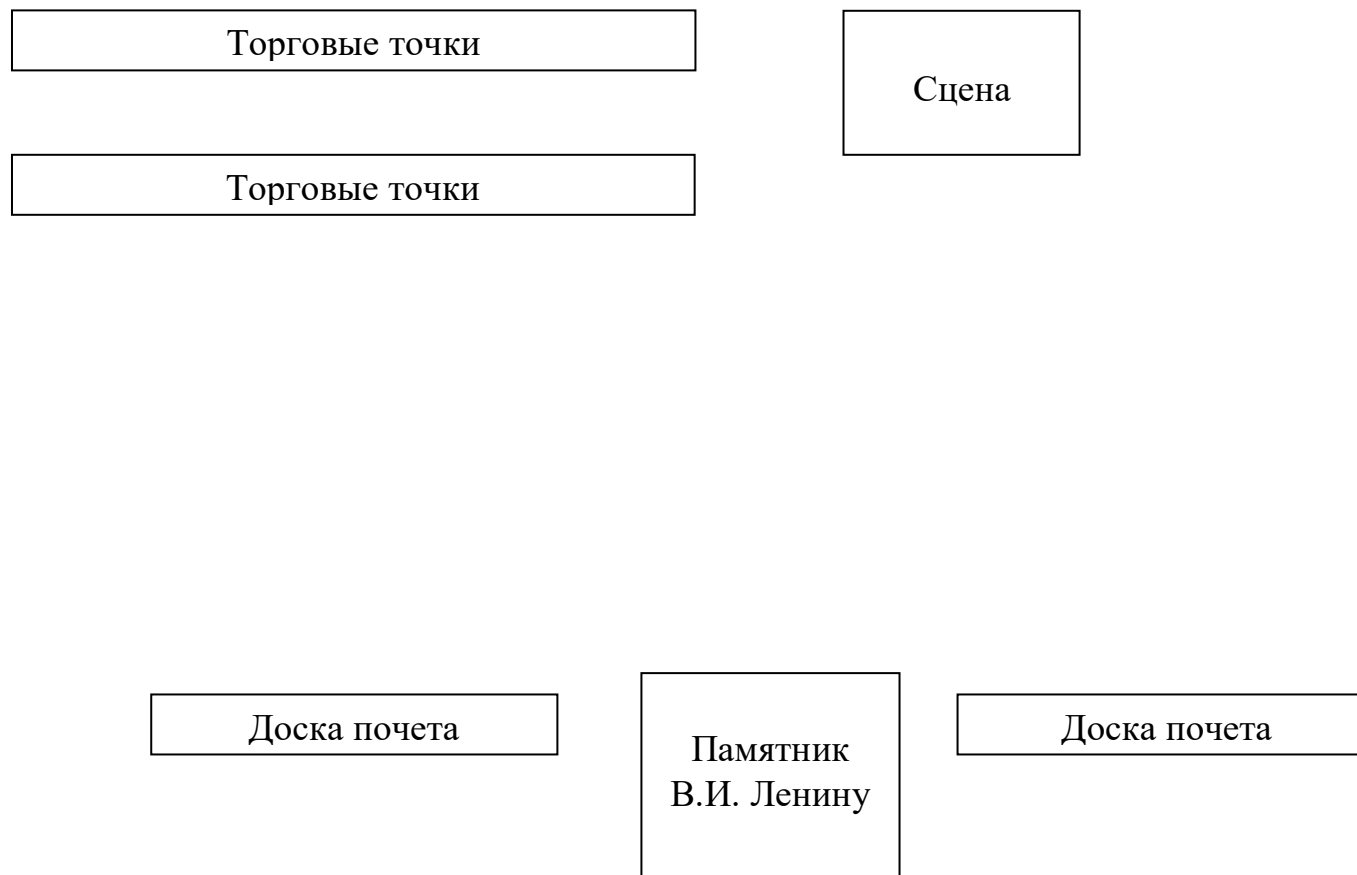 Торговые точки
Сцена
Торговые точки
Доска почета
Памятник
В.И. Ленину
Доска почета